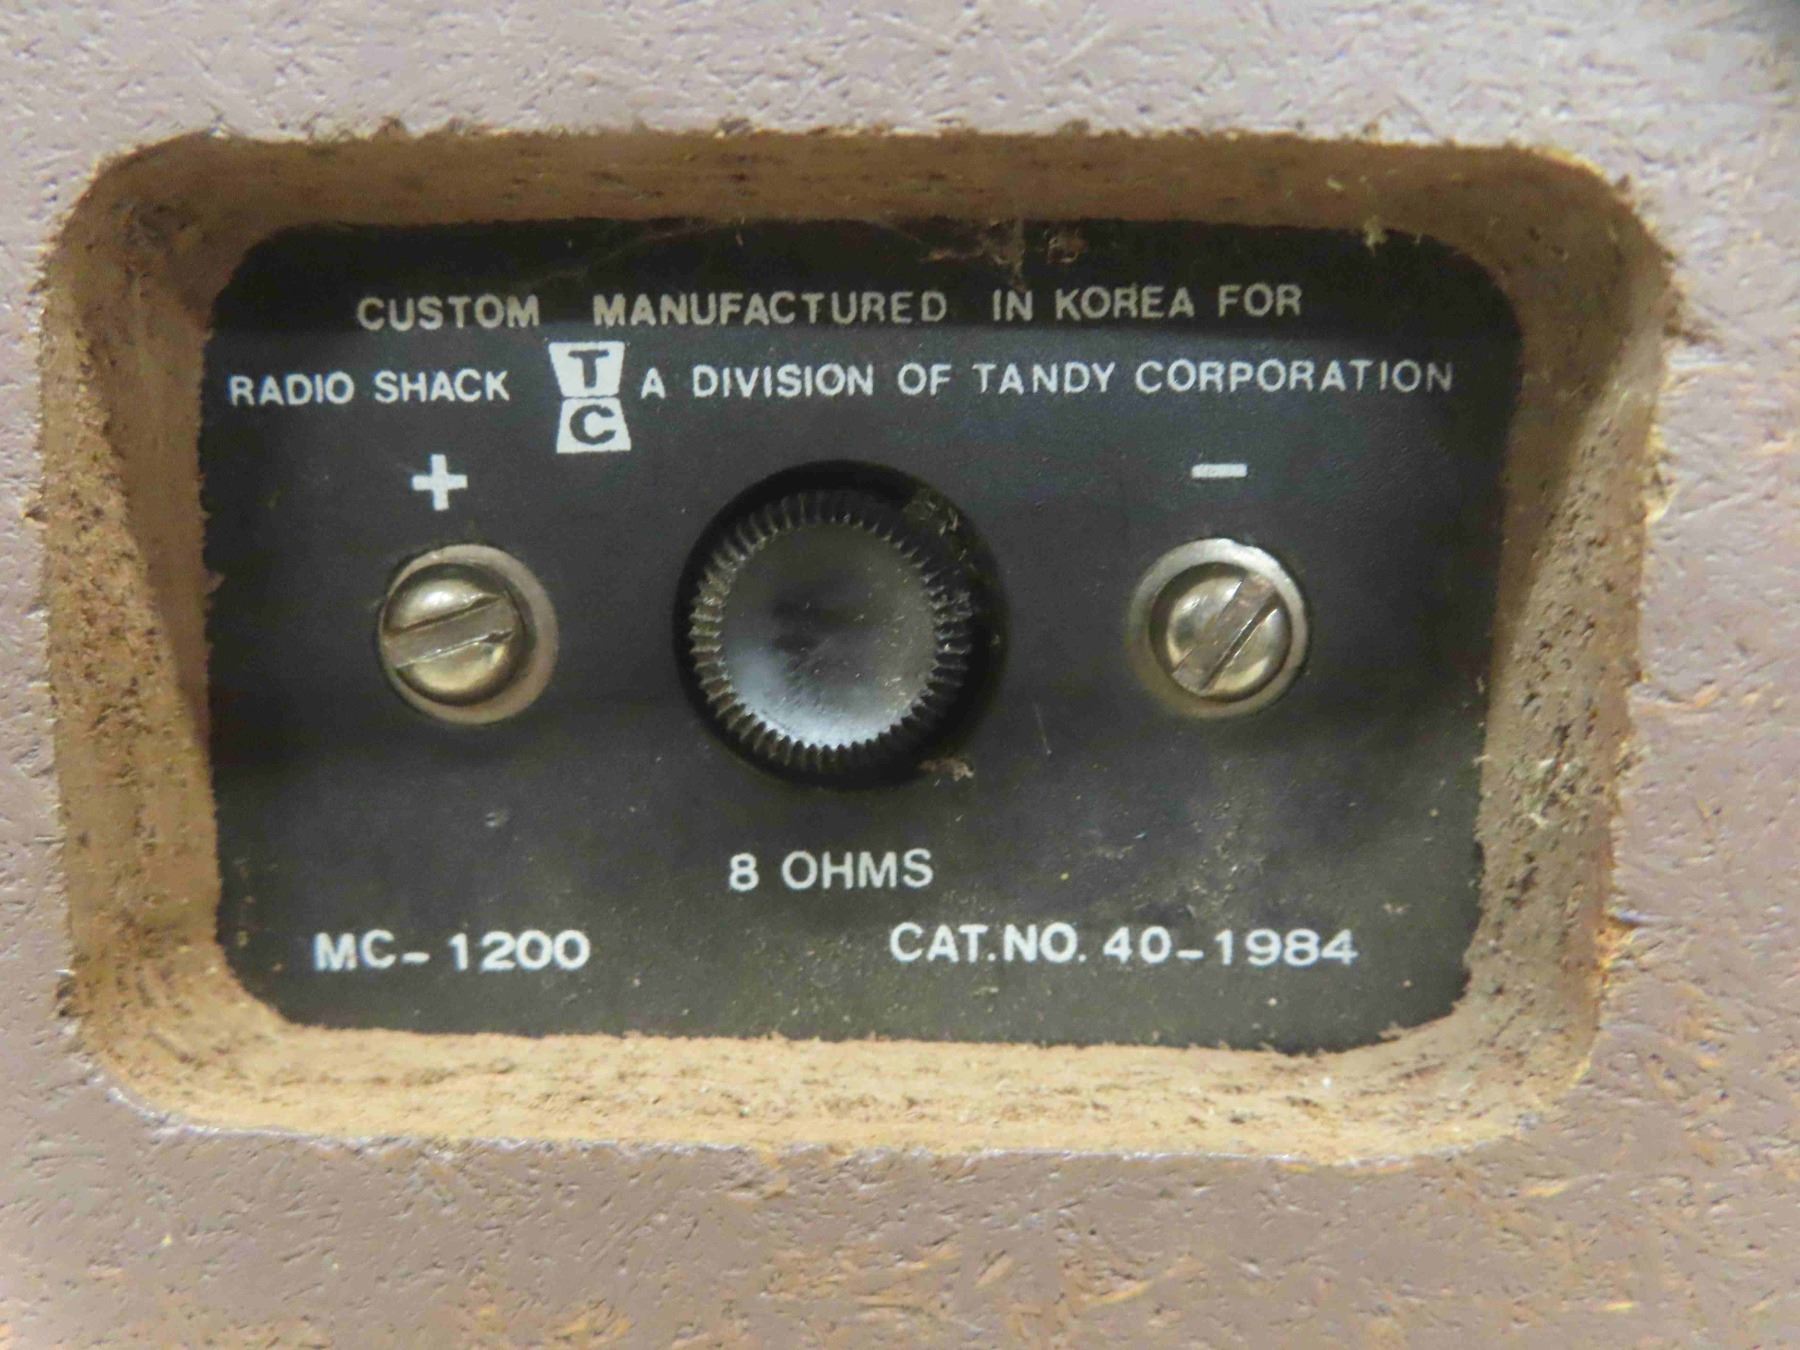 CUSTOM MANUFACTURED IN KOREA FOR
RADIO SHACK TC A DIVISION OF TANDY CORPORATION
+ −
8 OHMS
MC-1200 CAT.NO. 40-1984